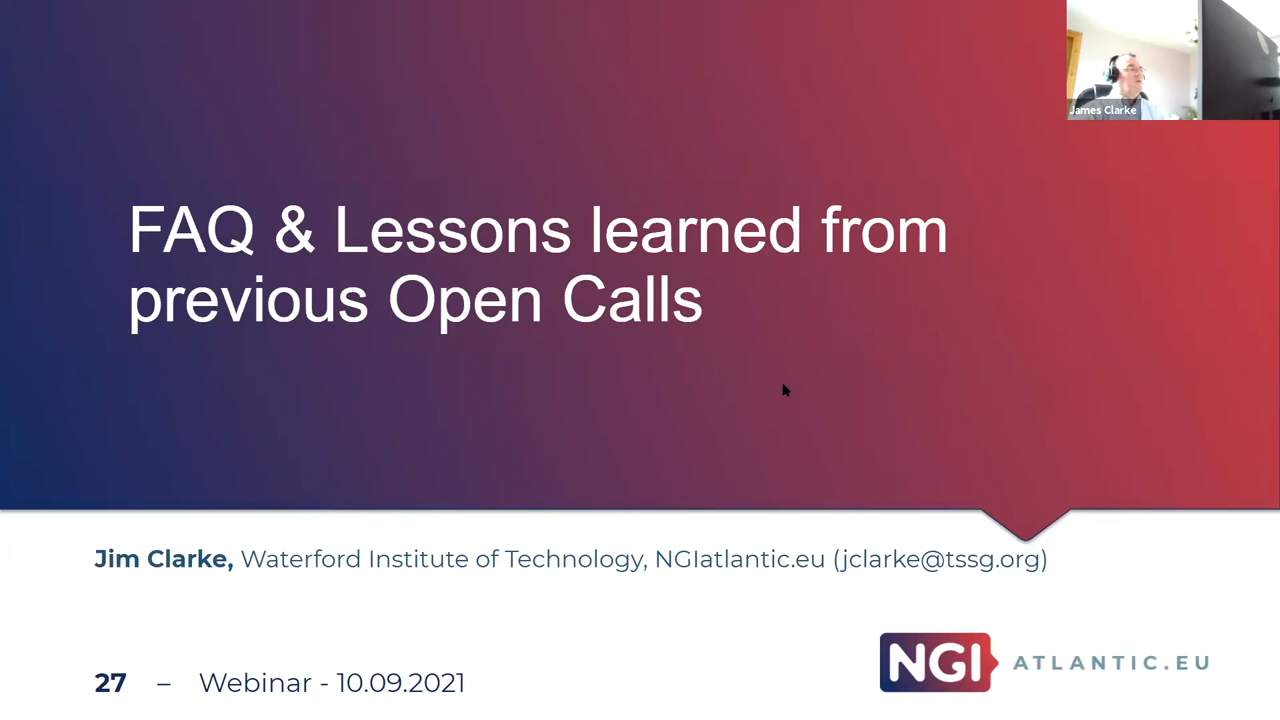 James Clarke
FAQ & Lessons learned from
previous Open Calls
Jim Clarke, Waterford Institute of Technology, NGIatlantic.eu (jclarke@tssg.org)
27 – Webinar - 10.09.2021
NGI ATLANTIC.EU